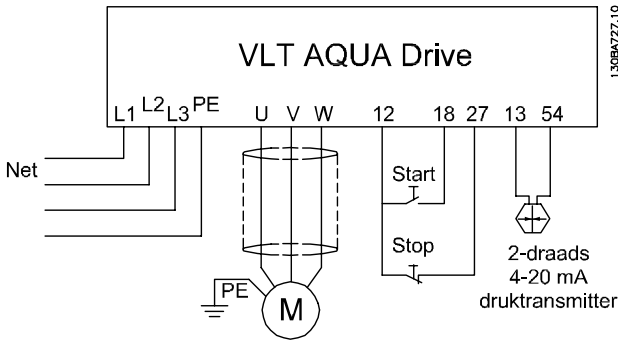 130BA727.10
VLT AQUA Drive
L1 L2 L3 PE U V W 12 18 27 13 54
Net
Start
Stop
PE
M
2-draads
4-20 mA
druktransmitter